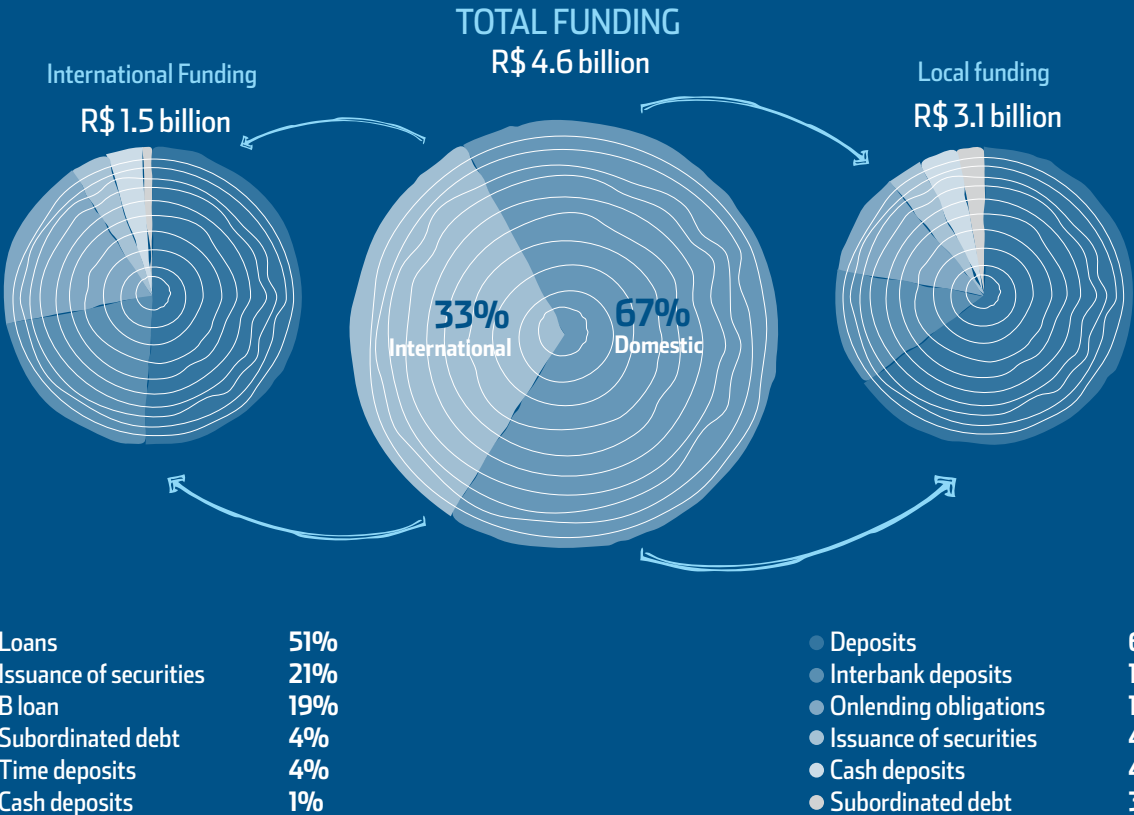 TOTAL FUNDING
R$ 4.6 billion
International Funding
R$ 1.5 billion
Local funding
R$ 3.1 billion
33%
International
67%
Domestic
Loans 51%
Issuance of securities 21%
B loan 19%
Subordinated debt 4%
Time deposits 4%
Cash deposits 1%
Deposits
Interbank deposits
Onlending obligations
Issuance of securities
Cash deposits
Subordinated debt